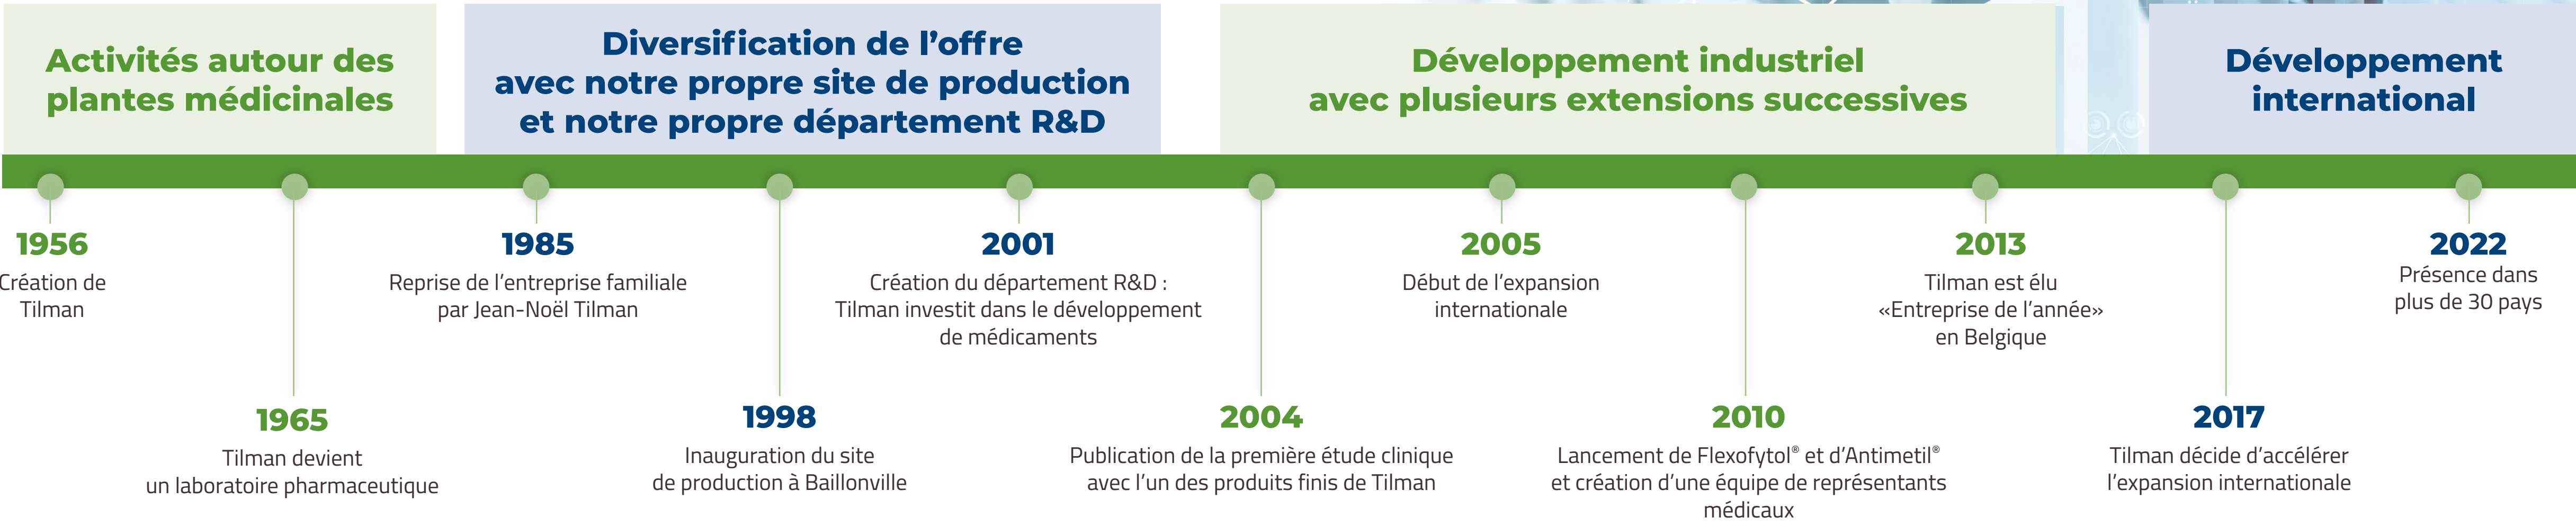 Activités autour des
plantes médicinales
Diversification de l’offre
avec notre propre site de production
et notre propre département R&D
Développement industriel
avec plusieurs extensions successives
Développement
international
1956
Création de
Tilman
1965
Tilman devient
un laboratoire pharmaceutique
1985
Reprise de l’entreprise familiale
par Jean-Noël Tilman
1998
Inauguration du site
de production à Baillonville
2001
Création du département R&D :
Tilman investit dans le développement
de médicaments
2004
Publication de la première étude clinique
avec l’un des produits finis de Tilman
2005
Début de l’expansion
internationale
2010
Lancement de Flexofytol® et d’Antimetil®
et création d’une équipe de représentants
médicaux
2013
Tilman est élu
«Entreprise de l’année»
en Belgique
2017
Tilman décide d’accélérer
l’expansion internationale
2022
Présence dans
plus de 30 pays